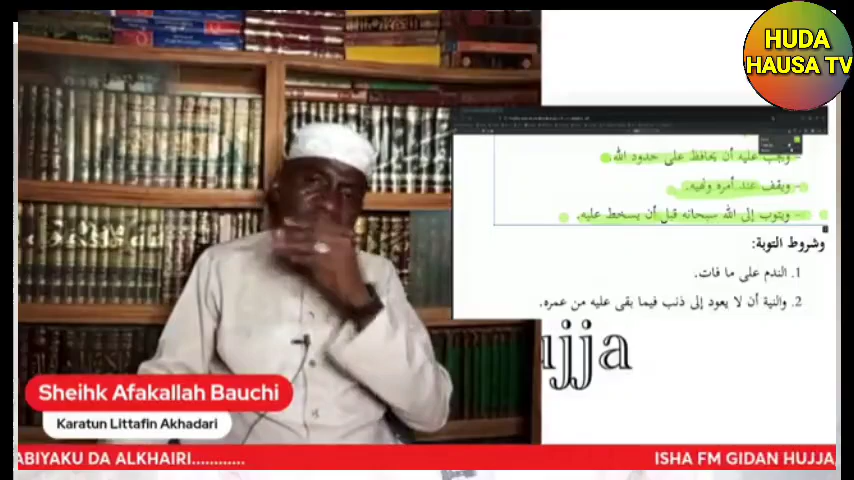 HUDA
HAUSA TV
- وجب عليه أن يحافظ على حدود الله.
- ويقف عند أمره ونهيه.
- ويتوب إلى الله سبحانه قبل أن يسخط عليه.
وشروط التوبة:
1. الندم على ما فات.
2. والنية أن لا يعود إلى ذنب فيما بقى عليه من عمره.
ujja
Sheihk Afakallah Bauchi
Karatun Littafin Akhadari
ABIYAKU DA ALKHAIRI............
ISHA FM GIDAN HUJJA